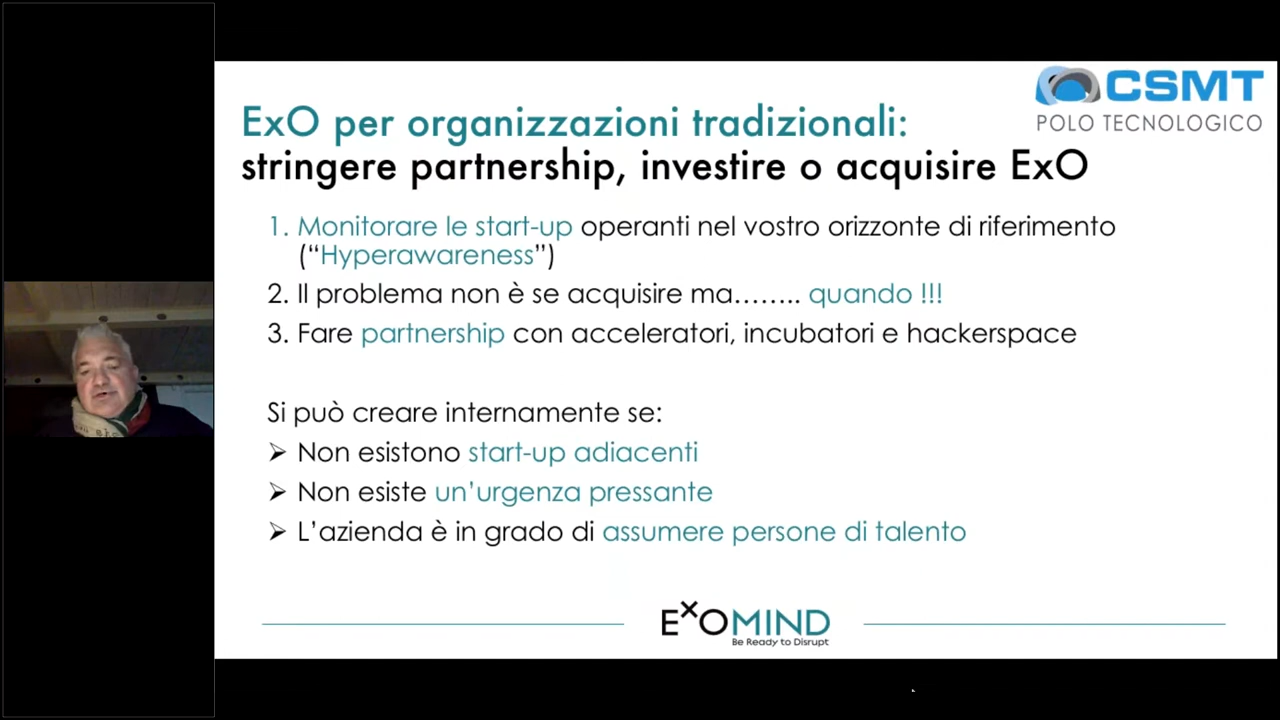 CSMT
POLO TECNOLOGICO
ExO per organizzazioni tradizionali:
stringere partnership, investire o acquisire ExO
1. Monitorare le start-up operanti nel vostro orizzonte di riferimento
(“Hyperawareness”)
2. Il problema non è se acquisire ma…….. quando !!!
3. Fare partnership con acceleratori, incubatori e hackerspace
Si può creare internamente se:
➢ Non esistono start-up adiacenti
➢ Non esiste un’urgenza pressante
➢ L’azienda è in grado di assumere persone di talento
ExOMIND
Be Ready to Disrupt